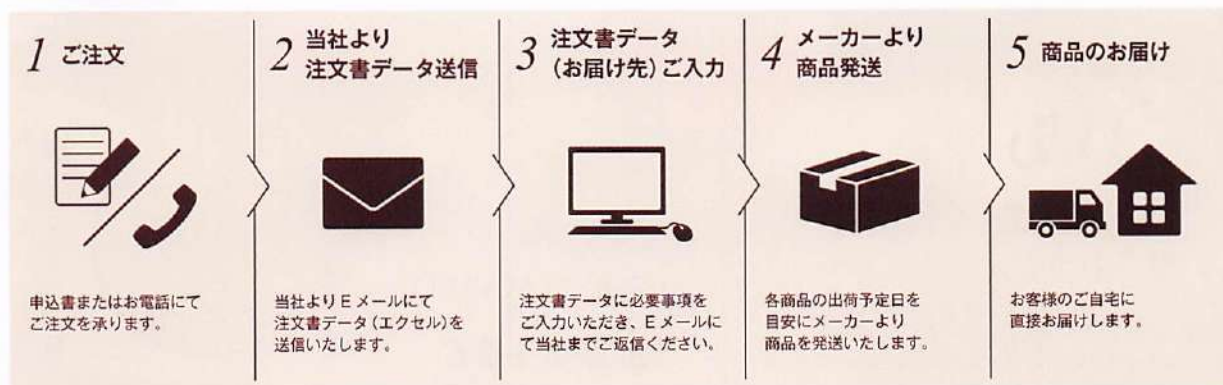 1 ご注文
申込書またはお電話にて
ご注文を承ります。
2 当社より
注文書データ送信
当社よりEメールにて
注文書データ(エクセル)を
送信いたします。
3 注文書データ
(お届け先)ご入力
注文書データに必要事項を
ご入力いただき、Eメールに
て当社までご返信ください。
4 メーカーより
商品発送
各商品の出荷予定日を
目安にメーカーより
商品を発送いたします。
5 商品のお届け
お客様のご自宅に
直接お届けします。